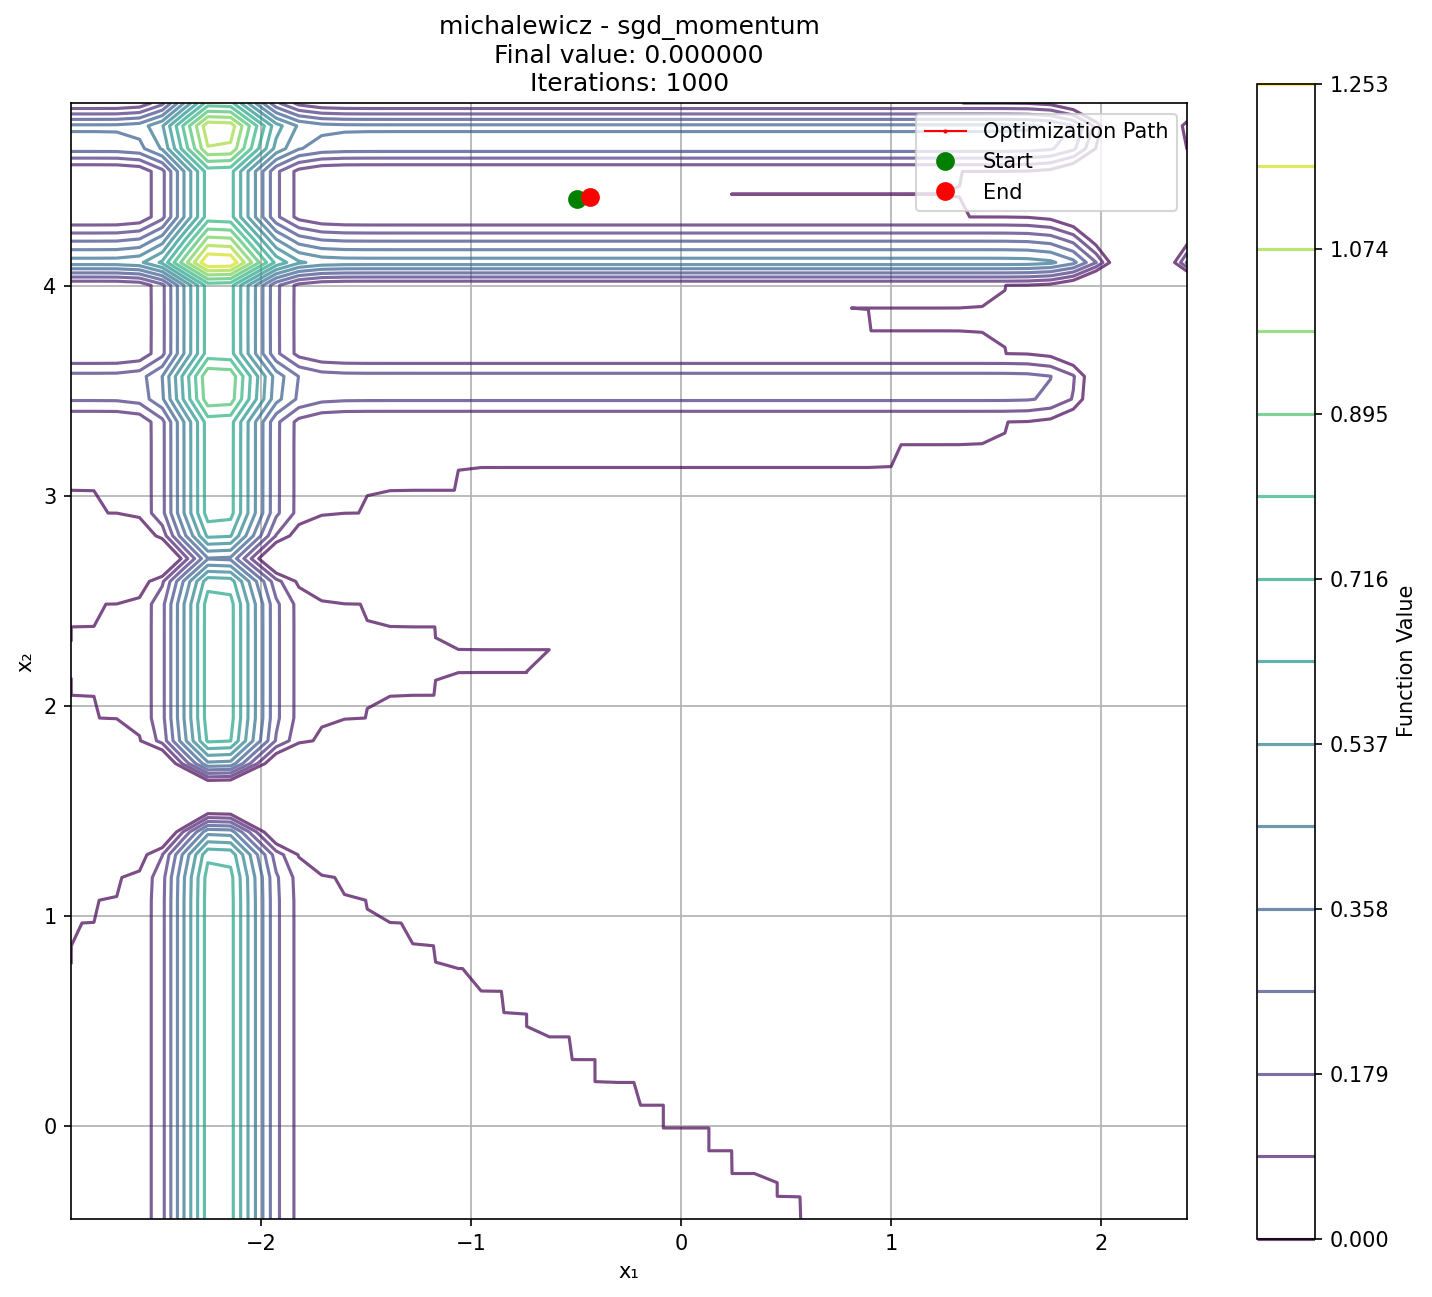 michalewicz - sgd_momentum
Final value: 0.000000
Iterations: 1000
Optimization Path
Start
End
4
3
2
1
0
−2
−1
0
1
2
x₁
x₂
1.253
1.074
0.895
0.716
0.537
0.358
0.179
0.000
Function Value